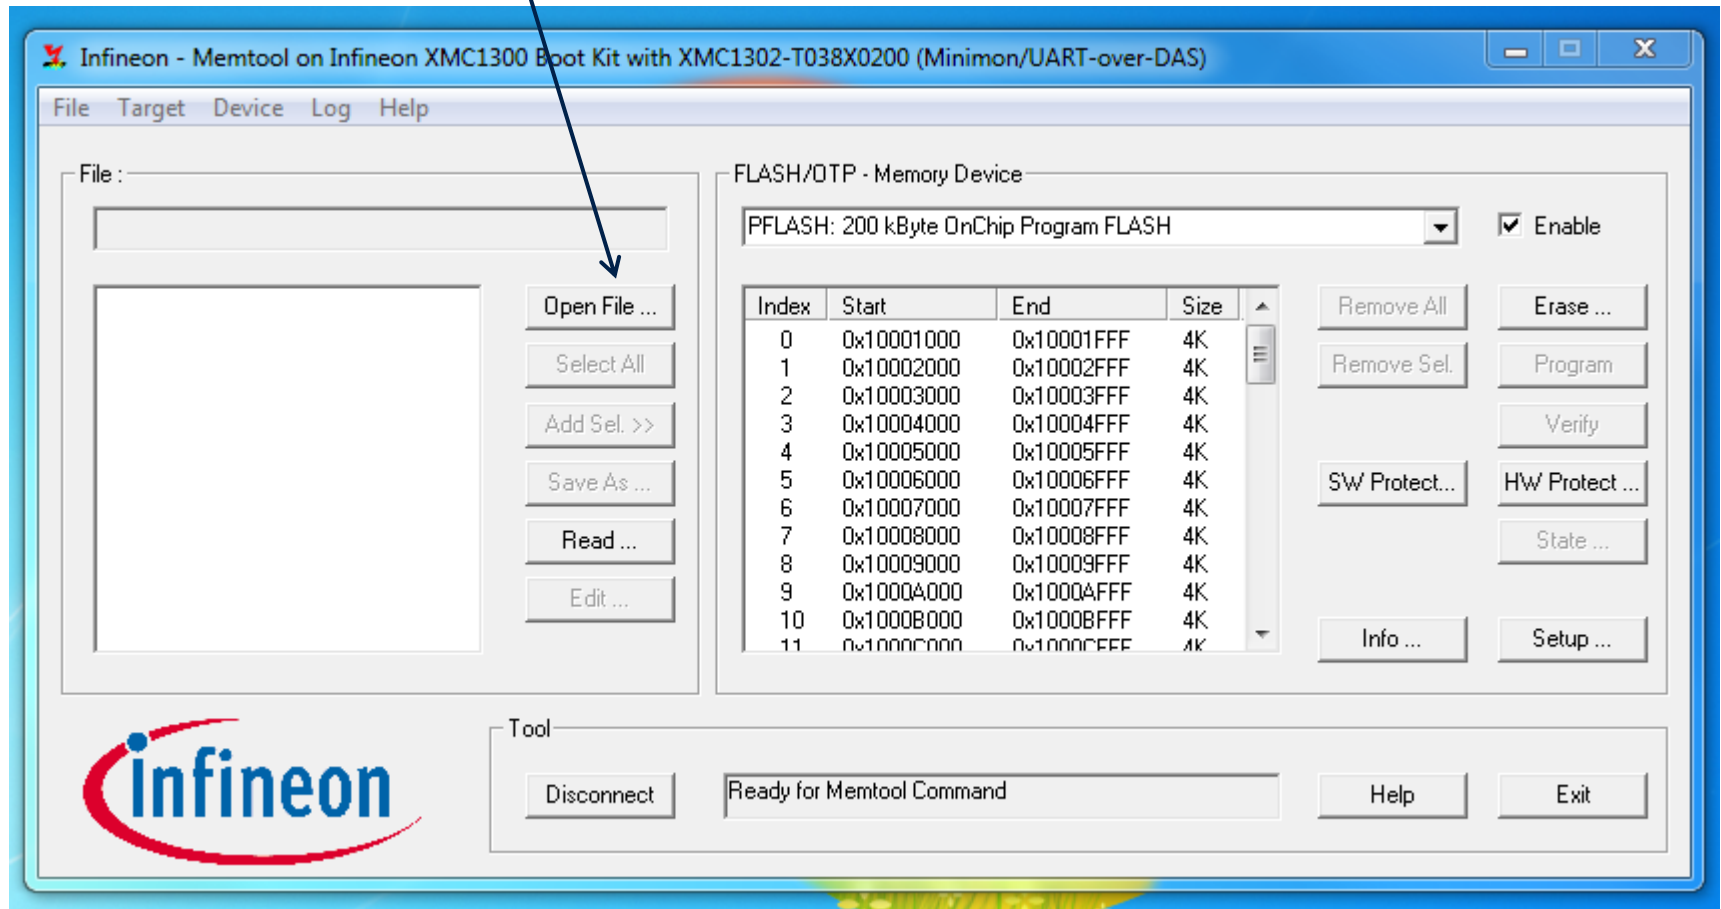 Infineon - Memtool on Infineon XMC1300 Boot Kit with XMC1302-T038X0200 (Minimon/UART-over-DAS)
File Target Device Log Help
File :
Open File ...
Select All
Add Sel. >>
Save As ...
Read ...
Edit ...
FLASH/OTP - Memory Device
PFLASH: 200 kByte OnChip Program FLASH
Enable
Index Start End Size
0 0x10001000 0x10001FFF 4K
1 0x10002000 0x10002FFF 4K
2 0x10003000 0x10003FFF 4K
3 0x10004000 0x10004FFF 4K
4 0x10005000 0x10005FFF 4K
5 0x10006000 0x10006FFF 4K
6 0x10007000 0x10007FFF 4K
7 0x10008000 0x10008FFF 4K
8 0x10009000 0x10009FFF 4K
9 0x1000A000 0x1000AFFF 4K
10 0x1000B000 0x1000BFFF 4K
11 0x1000C000 0x1000CFFF 4K
Remove All
Remove Sel.
SW Protect...
Info ...
Erase ...
Program
Verify
HW Protect ...
State ...
Setup ...
infineon
Tool
Disconnect
Ready for Memtool Command
Help
Exit